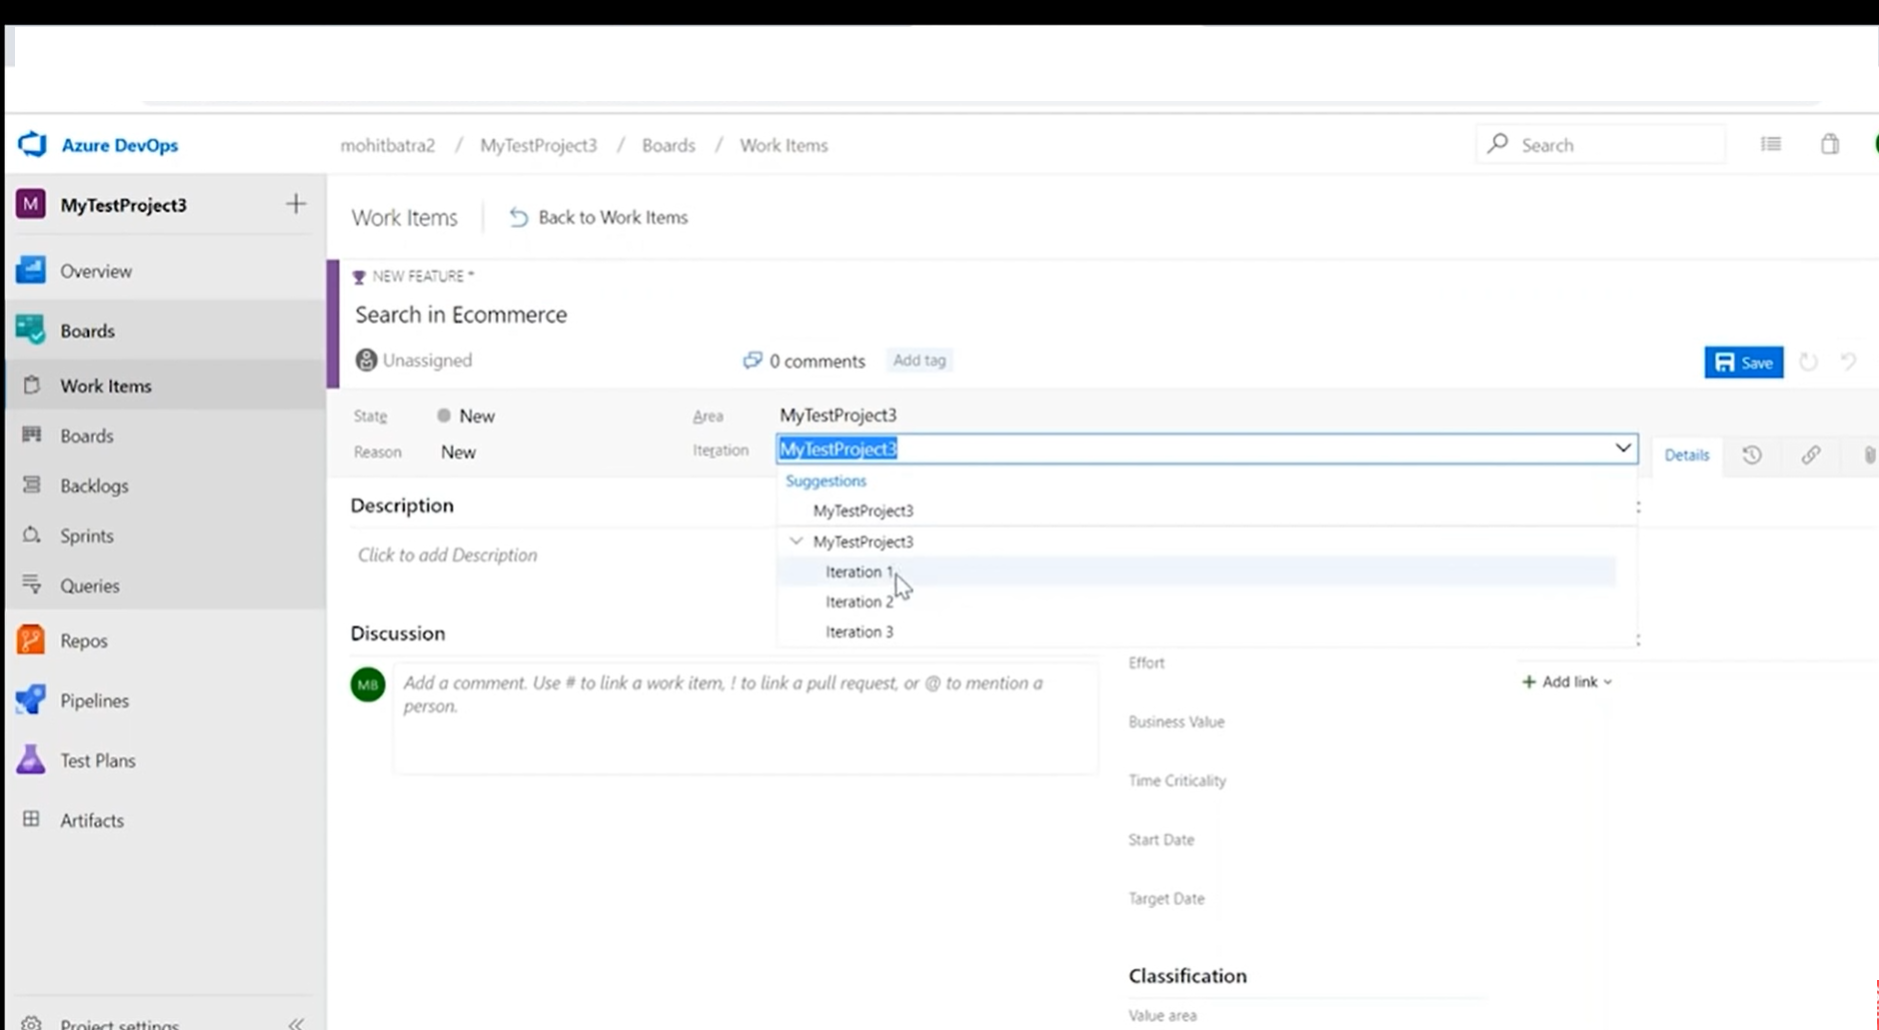 Azure DevOps
mohitbatra2 / MyTestProject3 / Boards / Work Items
Search
M MyTestProject3 +
Work Items
Back to Work Items
Overview
NEW FEATURE *
Search in Ecommerce
Boards
Unassigned
0 comments
Add tag
Save
Work Items
State
New
Area
MyTestProject3
Boards
Reason
New
Iteration
MyTestProject3
Details
Suggestions
MyTestProject3
MyTestProject3
Iteration 1
Iteration 2
Iteration 3
Backlogs
Description
Sprints
Click to add Description
Queries
Discussion
Repos
MB
Add a comment. Use # to link a work item, ! to link a pull request, or @ to mention a
person.
Effort
+ Add link
Pipelines
Business Value
Test Plans
Time Criticality
Artifacts
Start Date
Target Date
Classification
Value area
Project settings